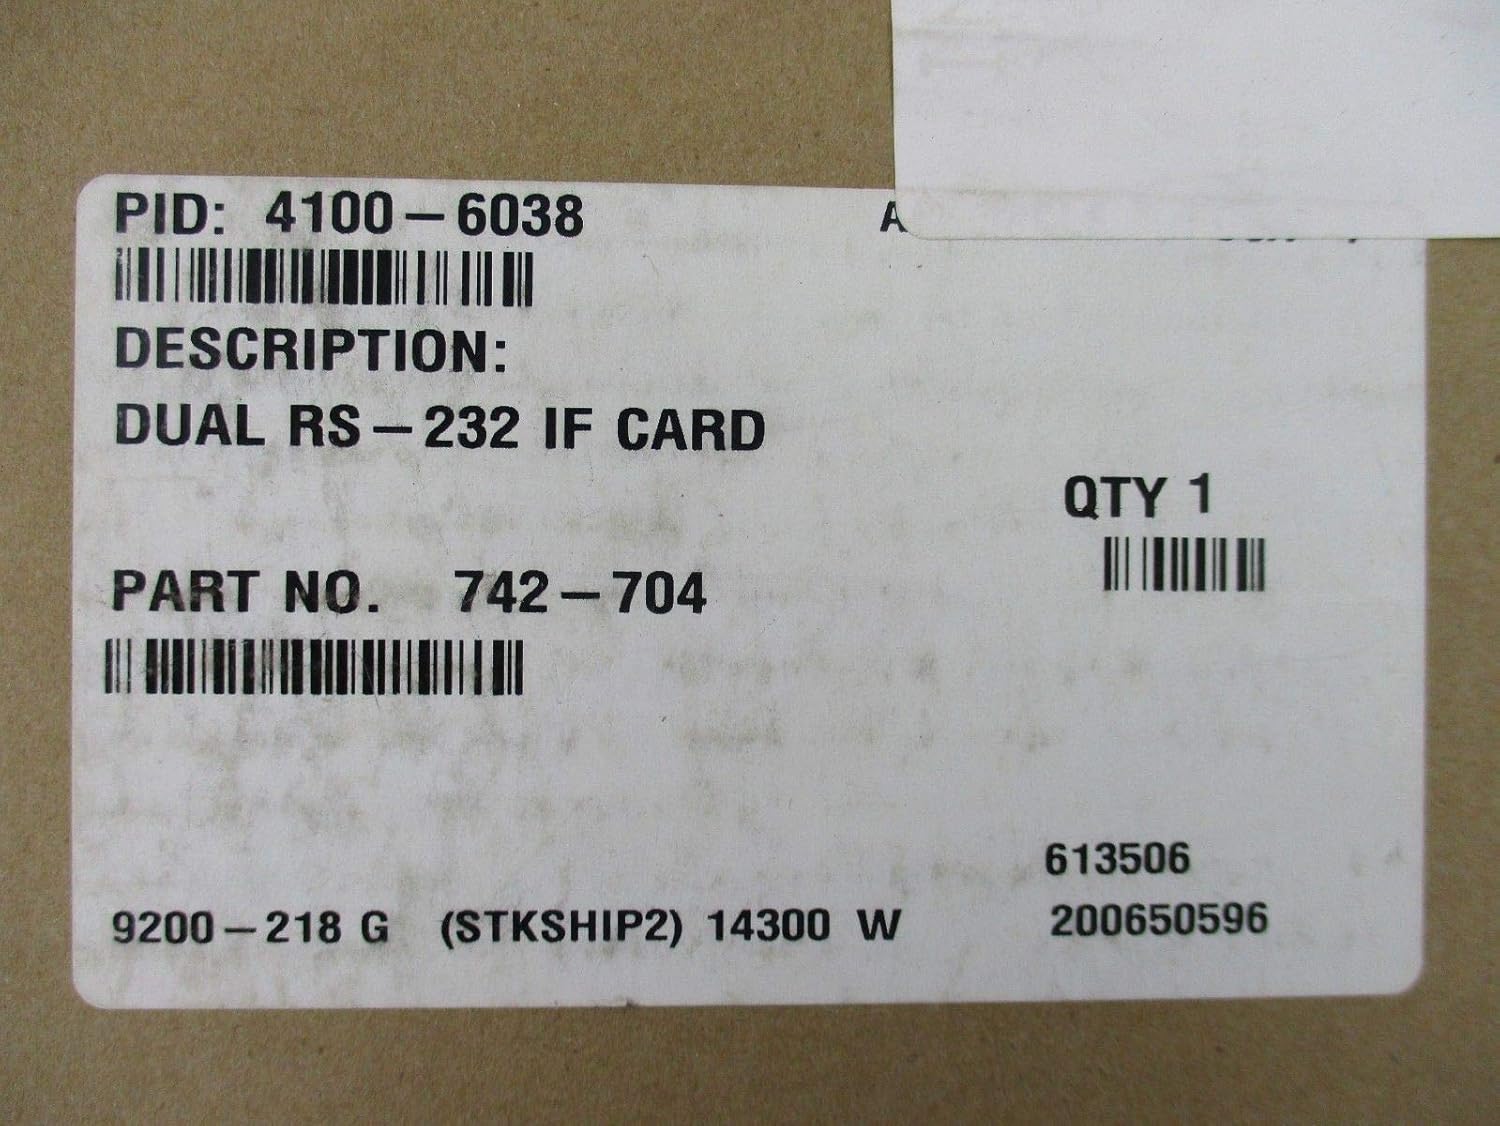 PID: 4100-6038
DESCRIPTION:
DUAL RS-232 IF CARD
QTY 1
PART NO. 742-704
613506
9200-218 G (STKSHIP2) 14300 W 200650596